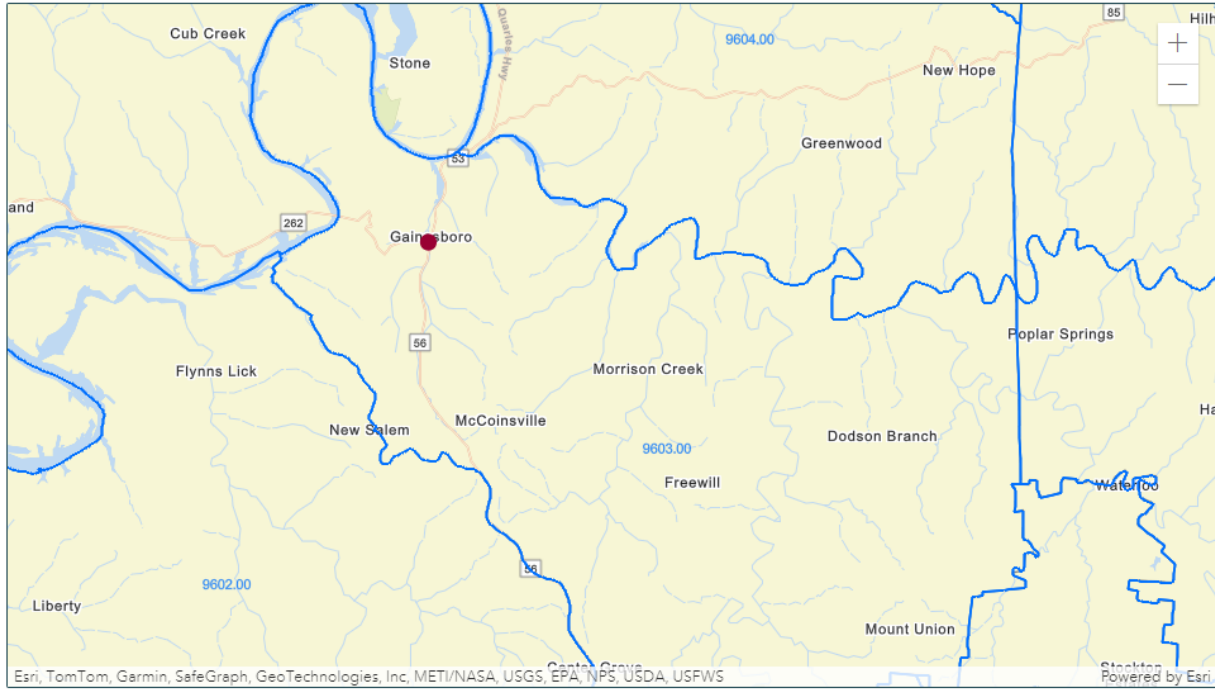 85
Hilh
Cub Creek
Quarles Hwy
9604.00
Stone
New Hope
+
−
Greenwood
53
and
262
Gainesboro
56
Poplar Springs
Flynns Lick
Morrison Creek
Ha
McCoinsville
New Salem
Dodson Branch
9603.00
Freewill
Waterloo
56
9602.00
Liberty
Mount Union
Center Grove
Stockton
Esri, TomTom, Garmin, SafeGraph, GeoTechnologies, Inc, METI/NASA, USGS, EPA, NPS, USDA, USFWS
Powered by Esri